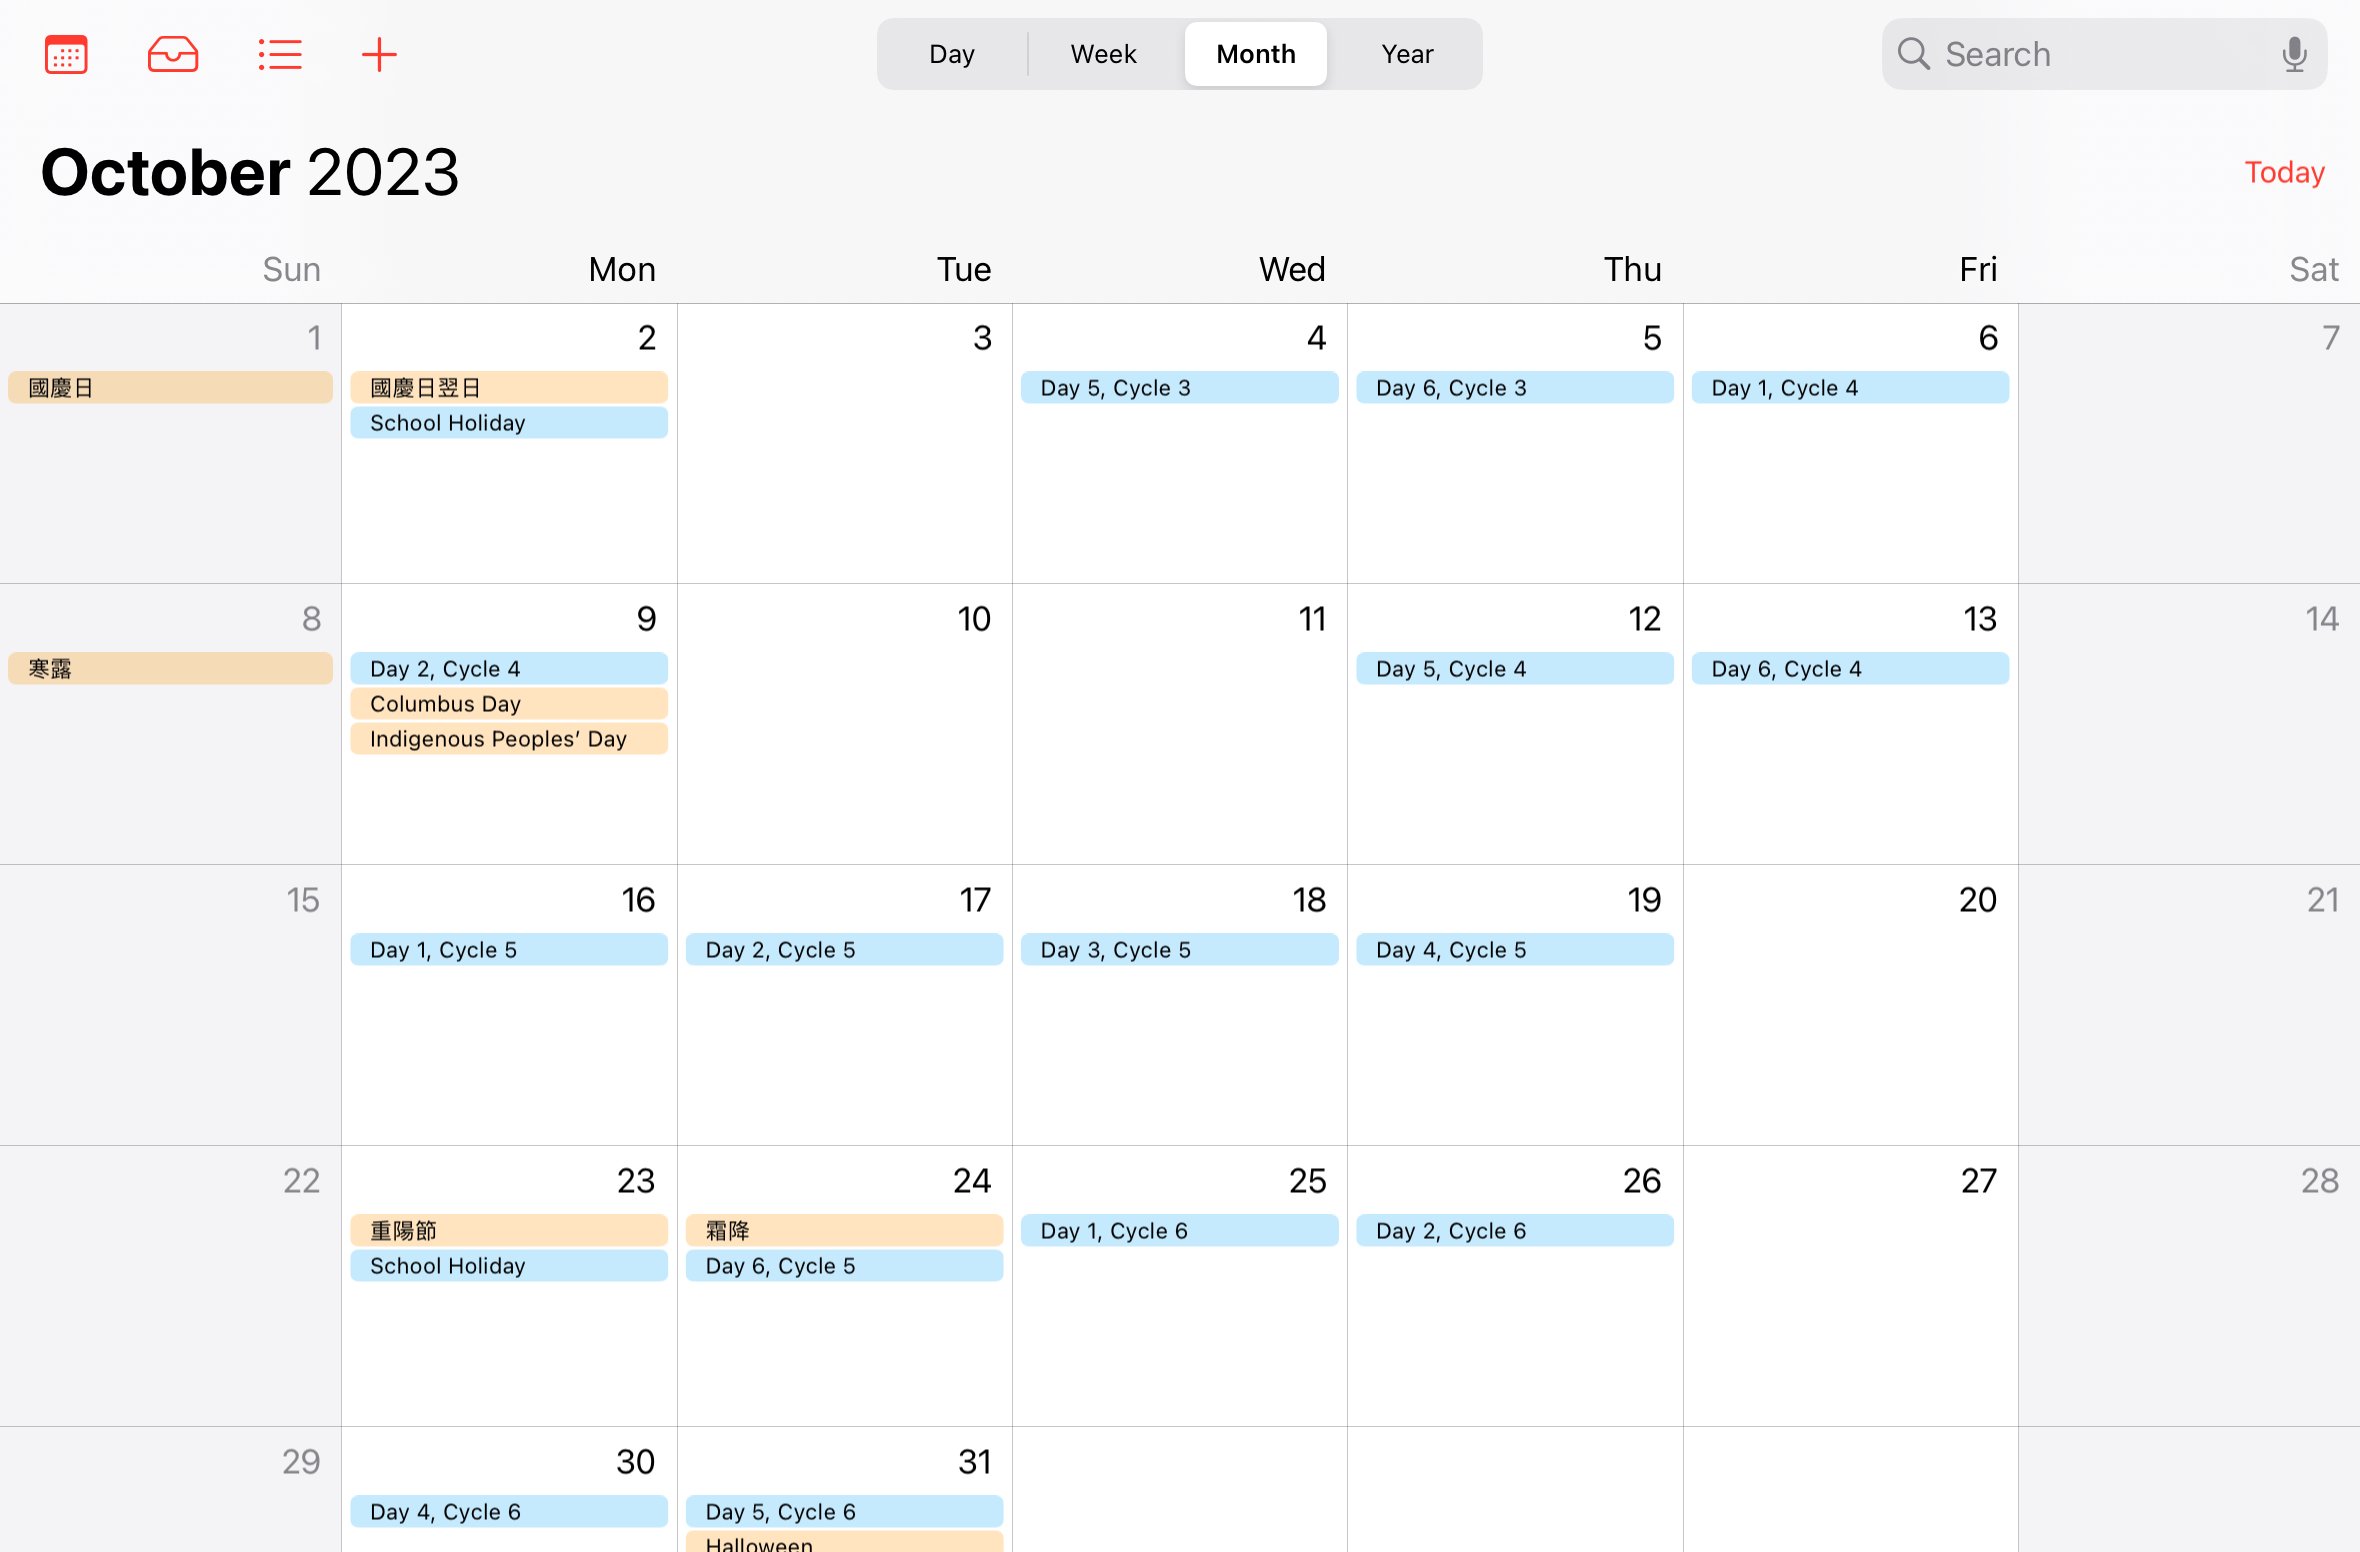 Day Week Month Year
Search
October 2023
Today
Sun Mon Tue Wed Thu Fri Sat
1 2 3 4 5 6 7
國慶日 國慶日翌日 Day 5, Cycle 3 Day 6, Cycle 3 Day 1, Cycle 4
School Holiday
8 9 10 11 12 13 14
寒露 Day 2, Cycle 4 Day 5, Cycle 4 Day 6, Cycle 4
Columbus Day
Indigenous Peoples’ Day
15 16 17 18 19 20 21
Day 1, Cycle 5 Day 2, Cycle 5 Day 3, Cycle 5 Day 4, Cycle 5
22 23 24 25 26 27 28
重陽節 霜降 Day 1, Cycle 6 Day 2, Cycle 6
School Holiday Day 6, Cycle 5
29 30 31
Day 4, Cycle 6 Day 5, Cycle 6
Halloween